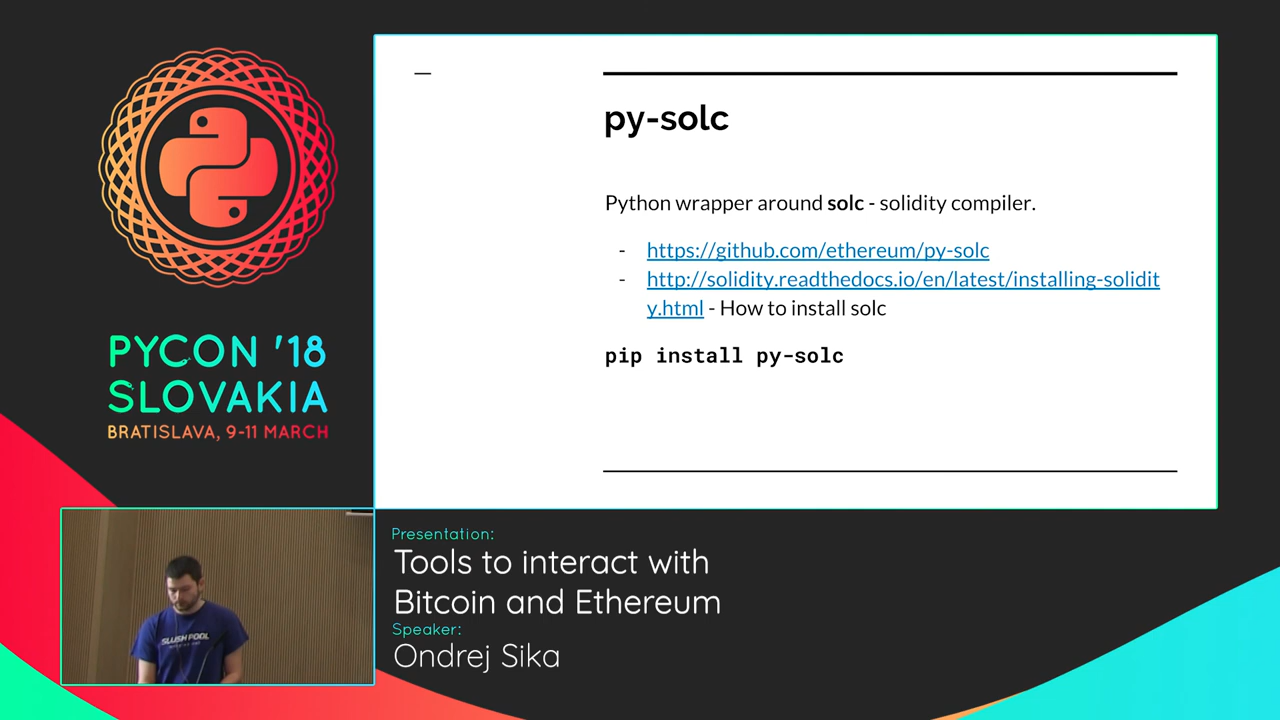 py-solc
Python wrapper around solc - solidity compiler.
- https://github.com/ethereum/py-solc
- http://solidity.readthedocs.io/en/latest/installing-solidit
y.html - How to install solc
pip install py-solc
PYCON '18
SLOVAKIA
BRATISLAVA, 9-11 MARCH
SLUSH POOL
Presentation:
Tools to interact with
Bitcoin and Ethereum
Speaker:
Ondrej Sika